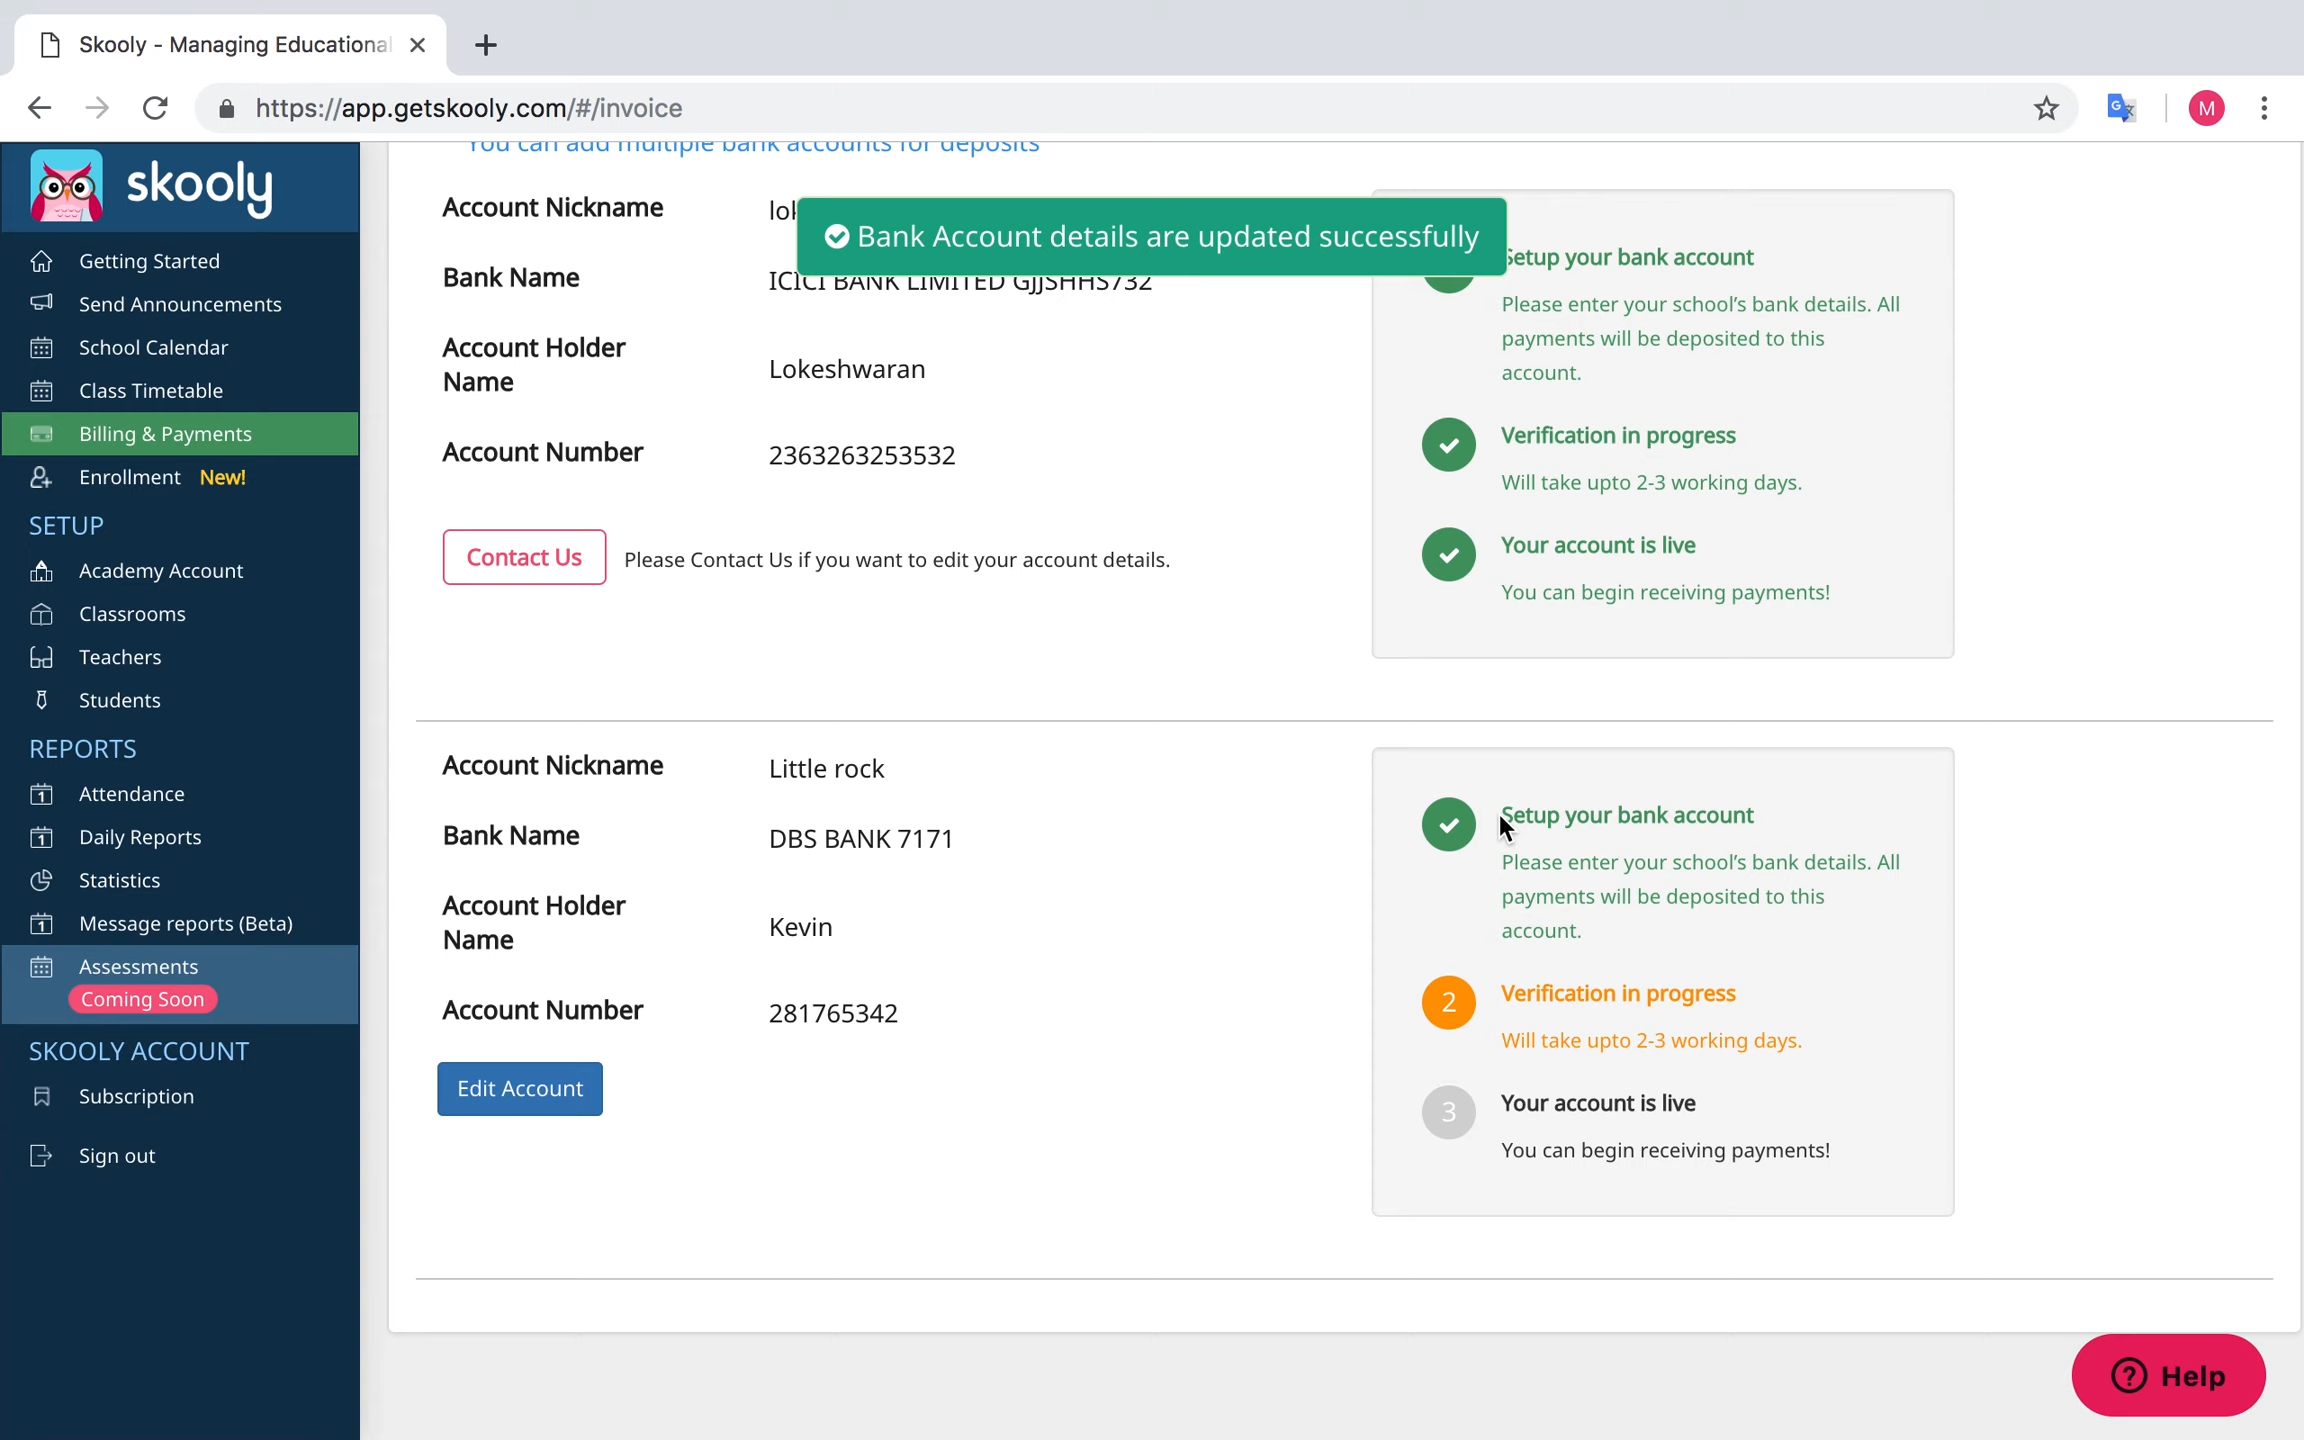 Skooly - Managing Educational
https://app.getskooly.com/#/invoice
M
skooly
Getting Started
Send Announcements
School Calendar
Class Timetable
Billing & Payments
Enrollment New!
SETUP
Academy Account
Classrooms
Teachers
Students
REPORTS
Attendance
Daily Reports
Statistics
Message reports (Beta)
Assessments
Coming Soon
SKOOLY ACCOUNT
Subscription
Sign out
You can add multiple bank accounts for deposits
Bank Account details are updated successfully
Account Nickname
Bank Name ICICI BANK LIMITED GJJSHHS732
Account Holder
Name
Lokeshwaran
Account Number 2363263253532
Contact Us Please Contact Us if you want to edit your account details.
Setup your bank account
Please enter your school's bank details. All
payments will be deposited to this
account.
Verification in progress
Will take upto 2-3 working days.
Your account is live
You can begin receiving payments!
Account Nickname Little rock
Bank Name DBS BANK 7171
Account Holder
Name
Kevin
Account Number 281765342
Edit Account
Setup your bank account
Please enter your school's bank details. All
payments will be deposited to this
account.
2 Verification in progress
Will take upto 2-3 working days.
3 Your account is live
You can begin receiving payments!
Help